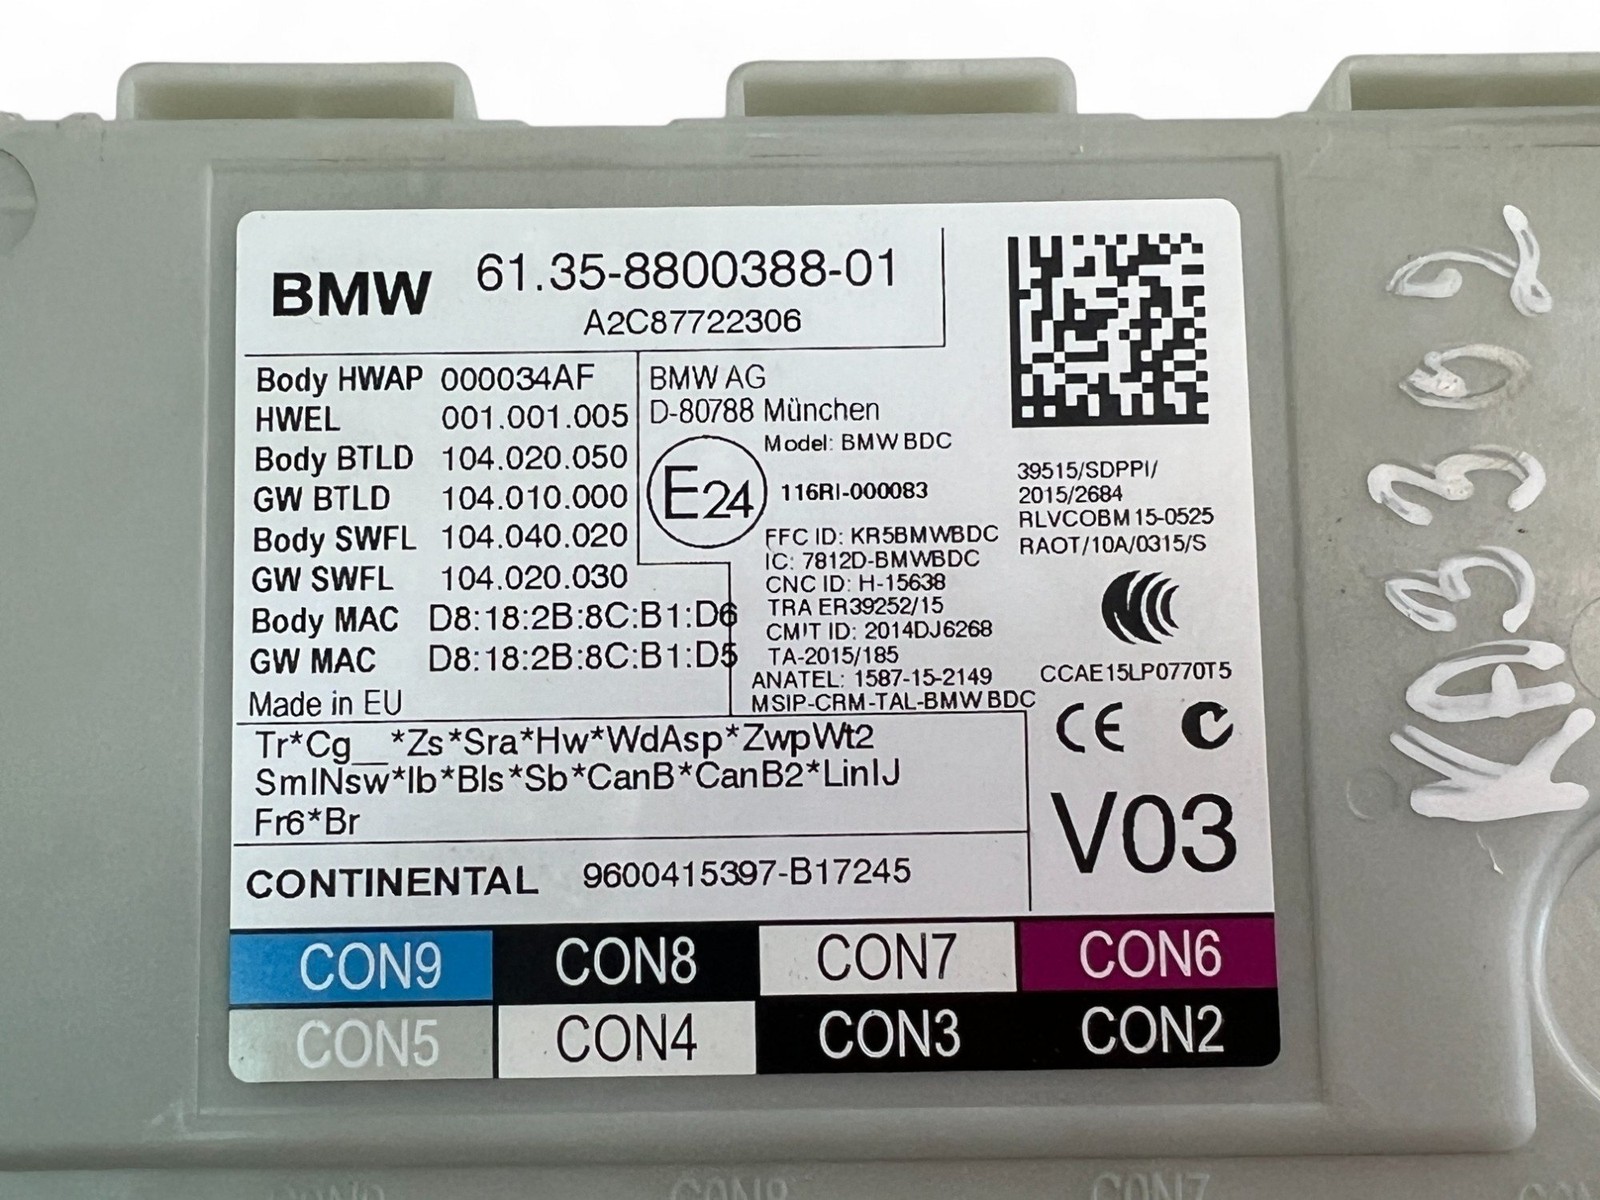 BMW 61.35-8800388-01
A2C87722306
Body HWAP 000034AF
HWEL 001.001.005
Body BTLD 104.020.050
GW BTLD 104.010.000
Body SWFL 104.040.020
GW SWFL 104.020.030
Body MAC D8:18:2B:8C:B1:D6
GW MAC D8:18:2B:8C:B1:D5
Made in EU
BMW AG
D-80788 München
Model: BMW BDC
E24
116RI-000083
FFC ID: KR5BMWBDC
IC: 7812D-BMWBDC
CNC ID: H-15638
TRA ER39252/15
CMIT ID: 2014DJ6268
TA-2015/185
ANATEL: 1587-15-2149
MSIP-CRM-TAL-BMW BDC
39515/SDPPI/
2015/2684
RLVCOBM15-0525
RAOT/10A/0315/S
CCAE15LP0770T5
CE
V03
Tr*Cg__*Zs*Sra*Hw*WdAsp*ZwpWt2
SmINsw*Ib*Bls*Sb*CanB*CanB2*LinIJ
Fr6*Br
CONTINENTAL 9600415397-B17245
CON9 CON8 CON7 CON6
CON5 CON4 CON3 CON2
KA3302
CON9 CON8 CON7